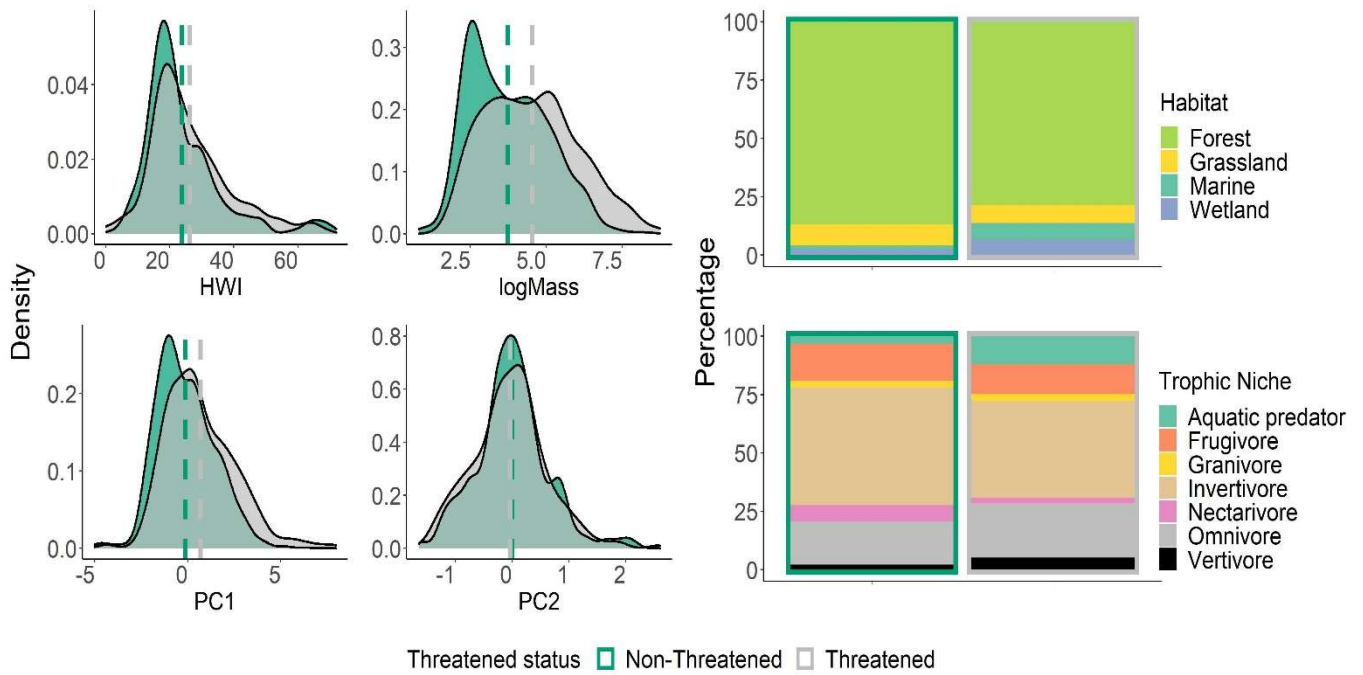 Density
0.04
0.02
0.00
0
20
40
60
HWI
0.3
0.2
0.1
0.0
2.5
5.0
7.5
logMass
0.2
0.1
0.0
-5
0
5
PC1
0.8
0.6
0.4
0.2
0.0
-1
0
1
2
PC2
Percentage
100
75
50
25
0
Habitat
Forest
Grassland
Marine
Wetland
100
75
50
25
0
Trophic Niche
Aquatic predator
Frugivore
Granivore
Invertivore
Nectarivore
Omnivore
Vertivore
Threatened status Non-Threatened Threatened